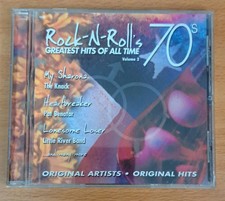 Rock-N-Roll's
GREATEST HITS OF ALL TIME
70s
Volume 2
My Sharona
The Knack
Heartbreaker
Pat Benatar
Lonesome Loser
Little River Band
ORIGINAL ARTISTS • ORIGINAL HITS